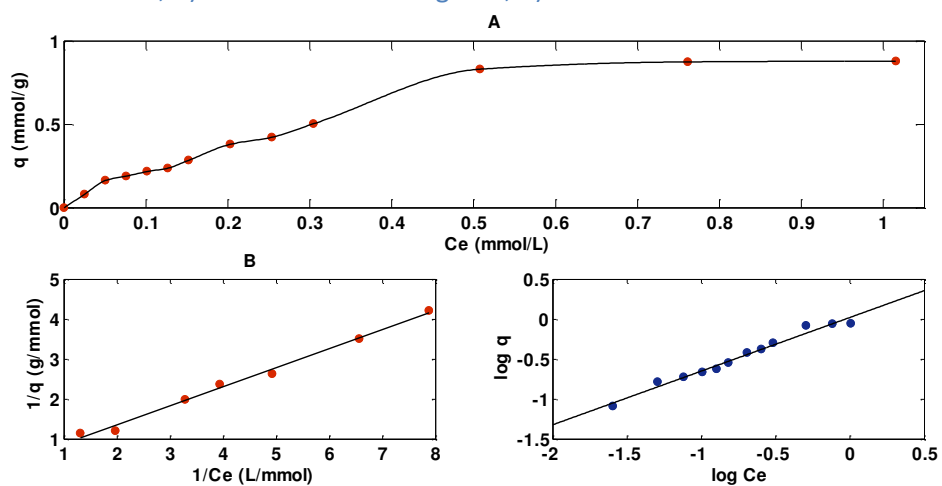 A
1
0.5
0
q (mmol/g)
0 0.1 0.2 0.3 0.4 0.5 0.6 0.7 0.8 0.9 1
Ce (mmol/L)
B
5
4
3
2
1
1/q (g/mmol)
1 2 3 4 5 6 7 8
1/Ce (L/mmol)
0.5
0
-0.5
-1
-1.5
log q
-2 -1.5 -1 -0.5 0 0.5
log Ce